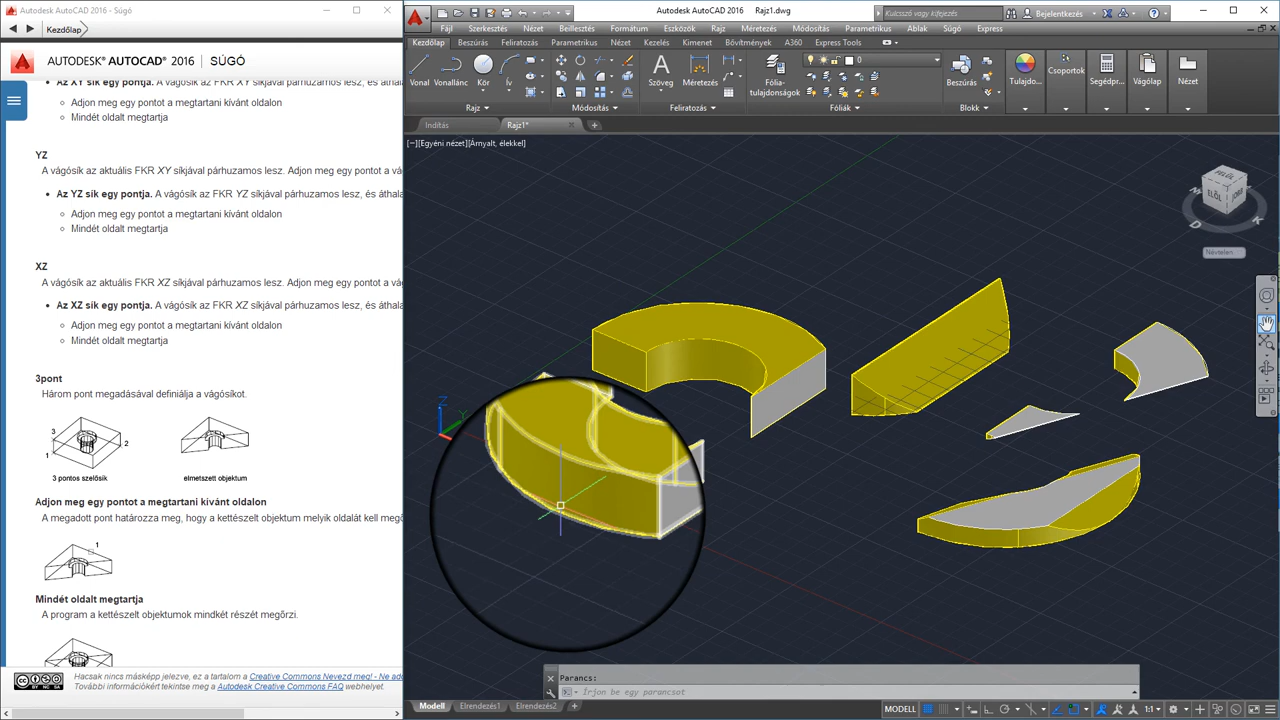 Autodesk AutoCAD 2016 - Súgó
Kezdőlap
AUTODESK® AUTOCAD® 2016
SÚGÓ
Adjon meg egy pontot a megtartani kívánt oldalon
Mindét oldalt megtartja
YZ
A vágósík az aktuális FKR XY síkjával párhuzamos lesz. Adjon meg egy pontot a vá
Az YZ sik egy pontja. A vágósík az FKR YZ síkjával párhuzamos lesz, és áthala
Adjon meg egy pontot a megtartani kívánt oldalon
Mindét oldalt megtartja
XZ
A vágósík az aktuális FKR XZ síkjával párhuzamos lesz. Adjon meg egy pontot a vá
Az XZ sik egy pontja. A vágósík az FKR XZ síkjával párhuzamos lesz, és áthala
Adjon meg egy pontot a megtartani kívánt oldalon
Mindét oldalt megtartja
3pont
Három pont megadásával definiálja a vágósíkot.
3
2
1
3 pontos szelősík
elmetszett objektum
Adjon meg egy pontot a megtartani kívánt oldalon
A megadott pont határozza meg, hogy a kettészelt objektum melyik oldalát kell megő
1
Mindét oldalt megtartja
A program a kettészelt objektumok mindkét részét megőrzi.
Hacsak nincs másképp jelezve, ez a tartalom a Creative Commons Nevezd meg! - Ne ado
További információkért tekintse meg a Autodesk Creative Commons FAQ webhelyet.
Autodesk AutoCAD 2016 Rajz1.dwg
Kulcsszó vagy kifejezés
Bejelentkezés
Fájl Szerkesztés Nézet Beillesztés Formátum Eszközök Rajz Méretezés Módosítás Parametrikus Ablak Súgó Express
Kezdőlap Beszúrás Feliratozás Parametrikus Nézet Kezelés Kimenet Bővítmények A360 Express Tools
Vonal Vonallánc Kör Ív
Szöveg Méretezés
Fólia-
tulajdonságok
0
Beszúrás
Tulajdo...
Csoportok
Segédpr...
Vágólap
Nézet
Rajz
Módosítás
Feliratozás
Fóliák
Blokk
Indítás
Rajz1*
[−][Egyéni nézet][Árnyalt, élekkel]
ELÖL
Névtelen
Z
Y
Parancs:
Írjon be egy parancsot
Modell Elrendezés1 Elrendezés2
MODELL
1:1